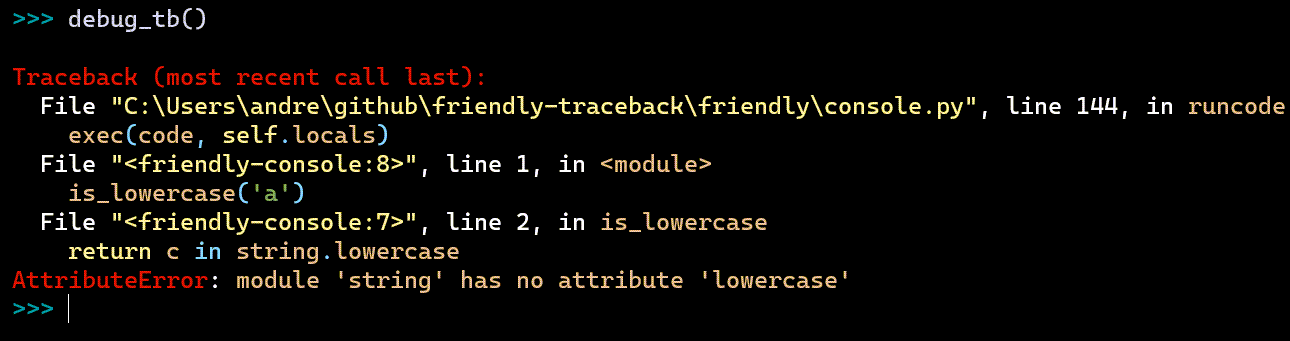 >>> debug_tb()
Traceback (most recent call last):
  File "C:\Users\andre\github\friendly-traceback\friendly\console.py", line 144, in runcode
    exec(code, self.locals)
  File "<friendly-console:8>", line 1, in <module>
    is_lowercase('a')
  File "<friendly-console:7>", line 2, in is_lowercase
    return c in string.lowercase
AttributeError: module 'string' has no attribute 'lowercase'
>>>